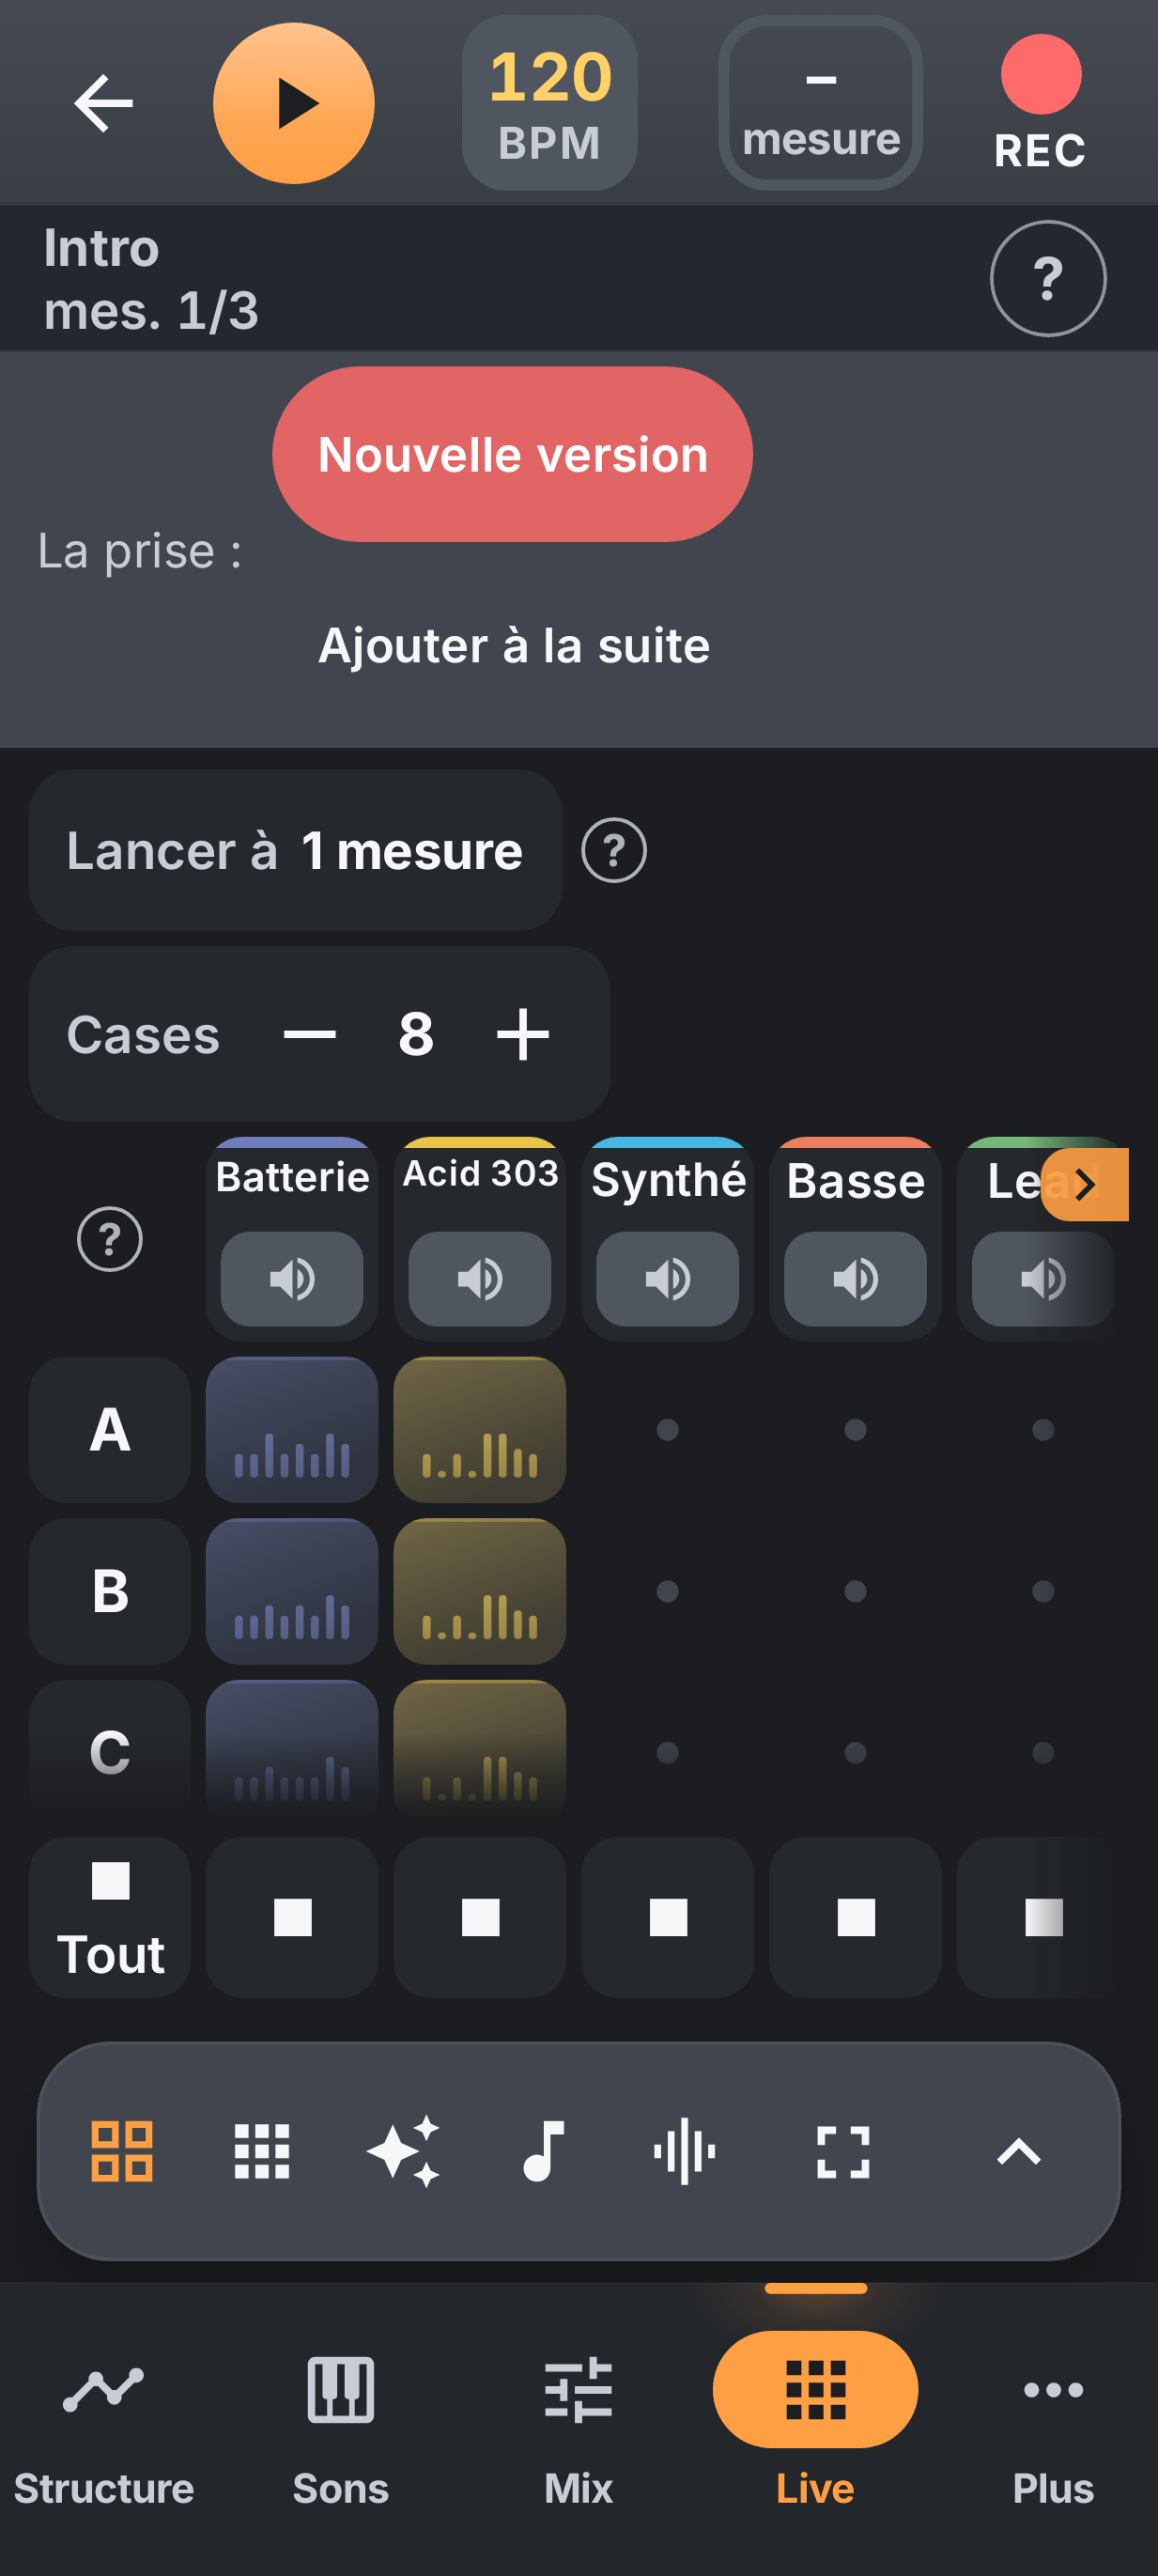 120
BPM
–
mesure
REC
Intro
mes. 1/3
?
Nouvelle version
La prise :
Ajouter à la suite
Lancer à 1 mesure ?
Cases — 8 +
Batterie Acid 303 Synthé Basse Lead
?
A
B
C
Tout
Structure Sons Mix Live Plus